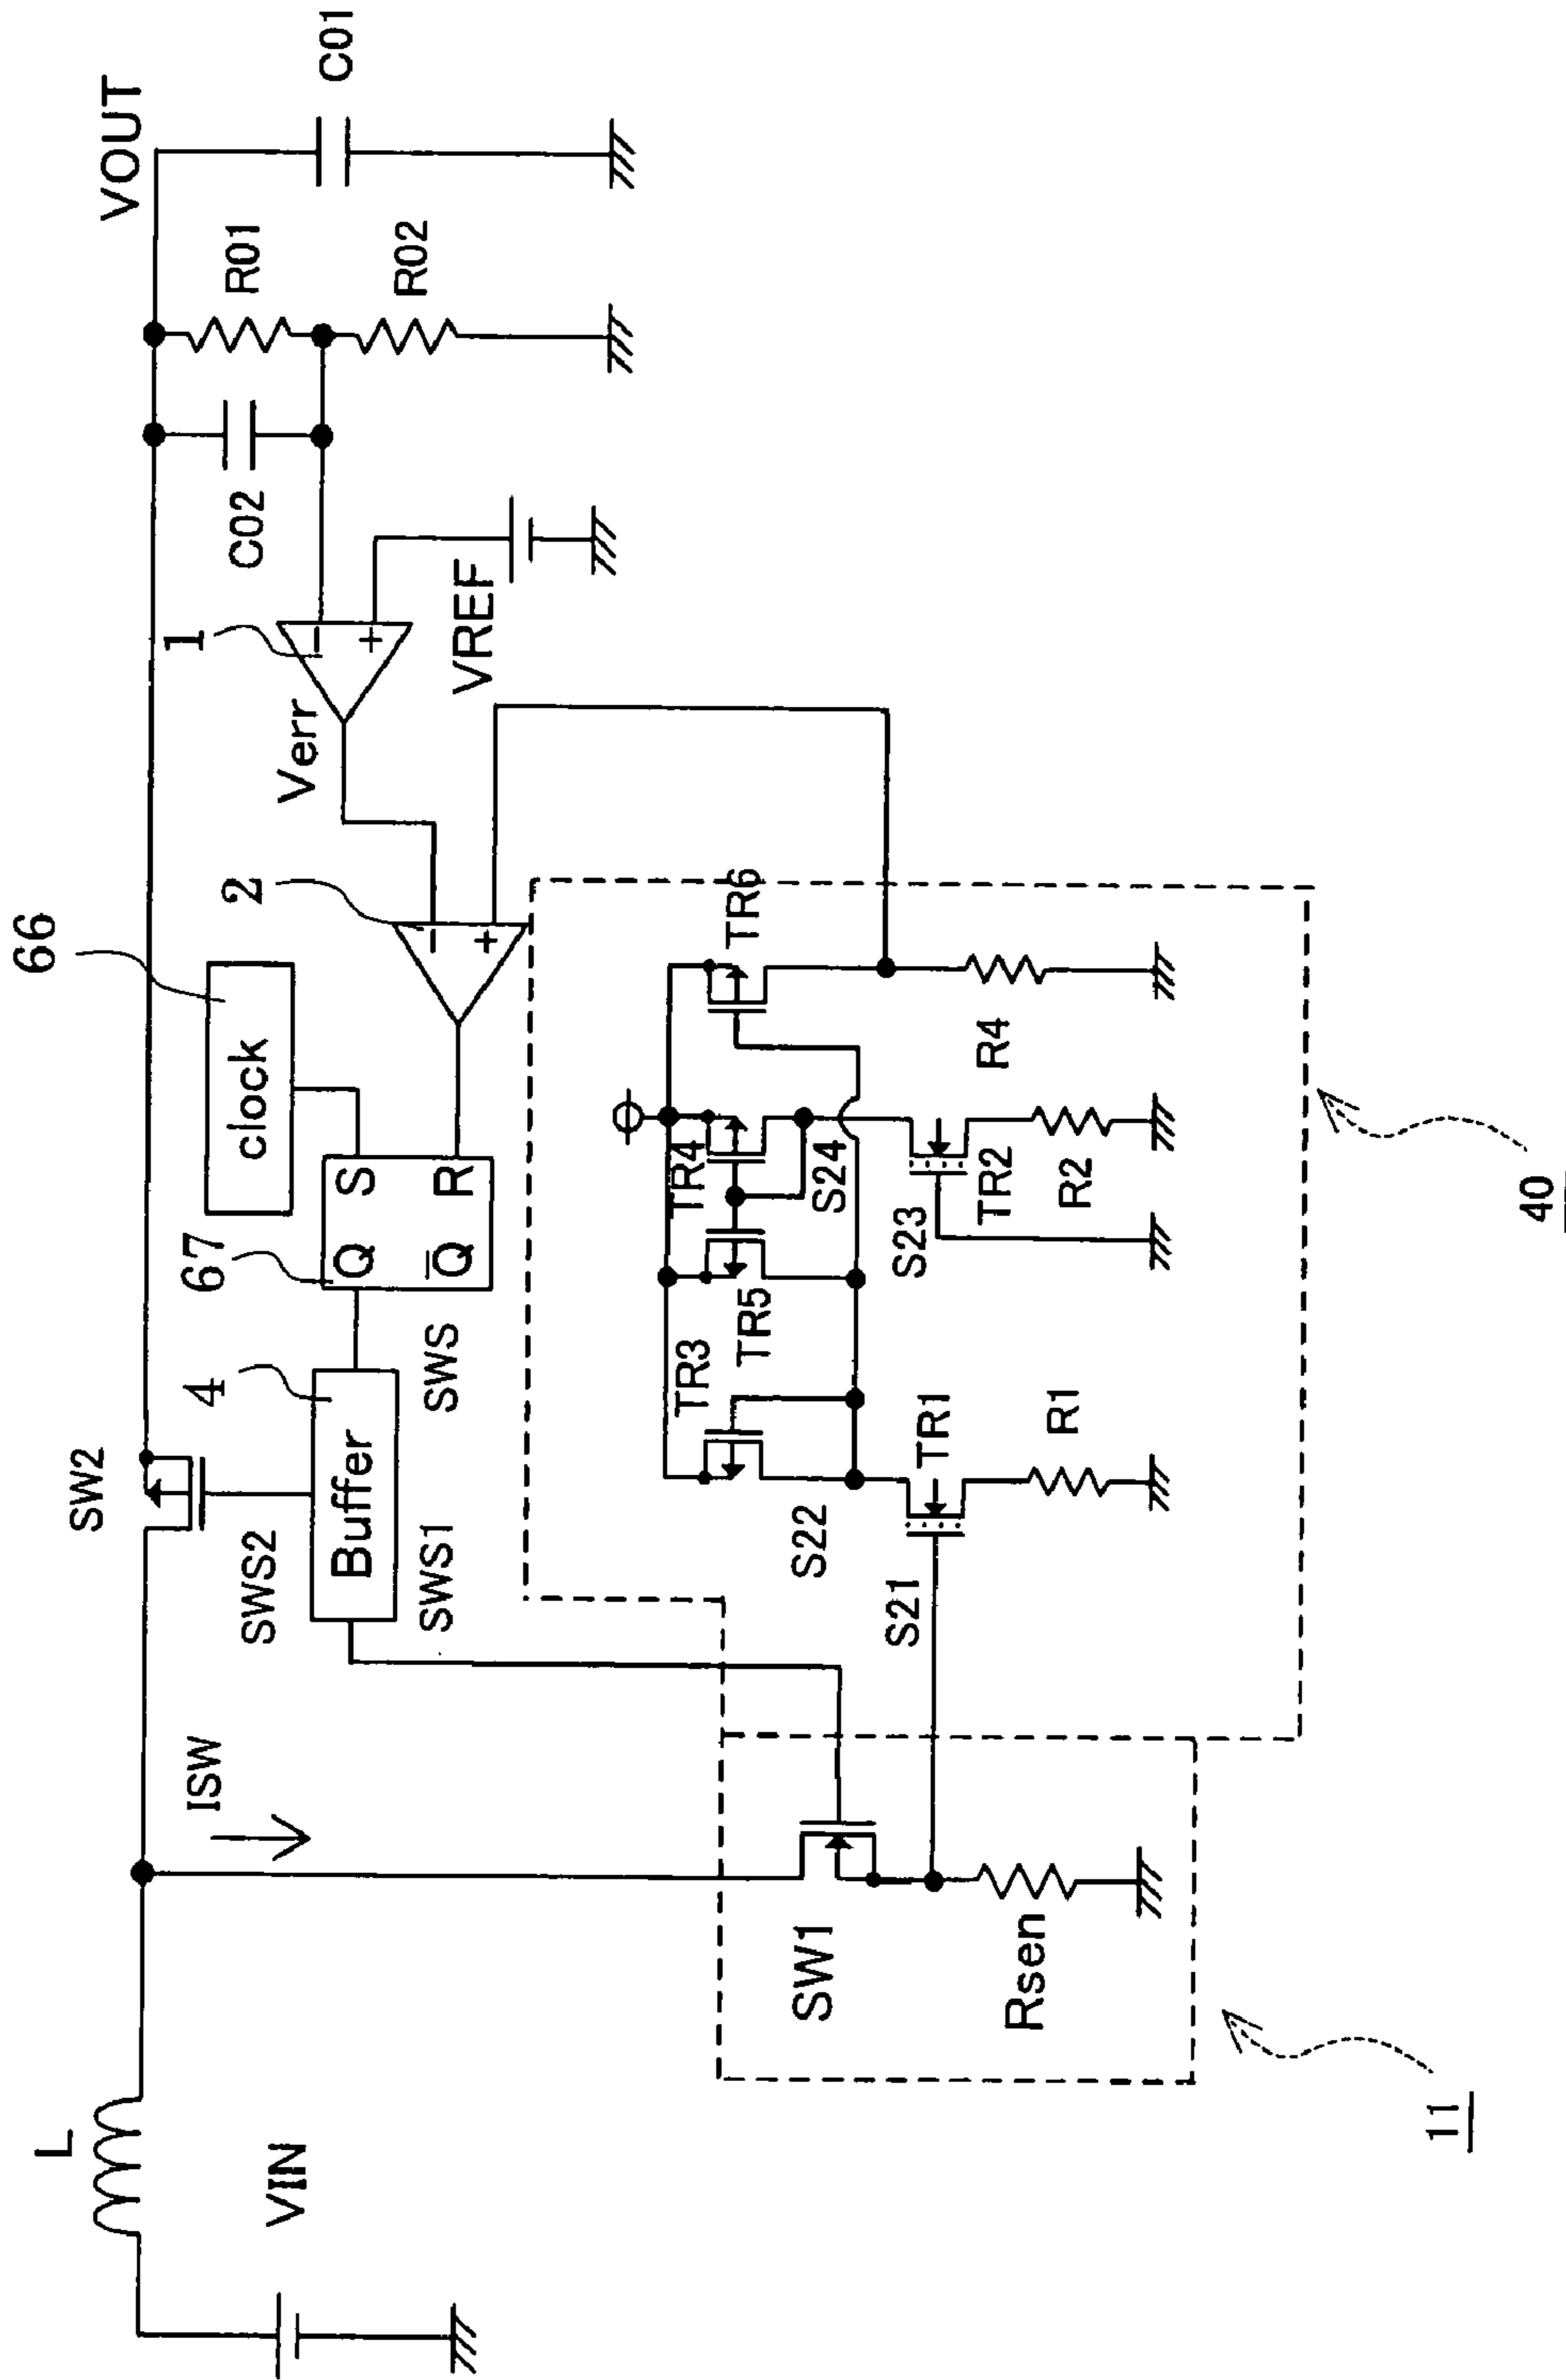 L
VIN
ISW
SW2
SWS2
4
Buffer
SWS1
SWS
67
Q
S
Q
R
66
clock
2
-
+
Verr
1
-
+
VREF
C02
R01
R02
VOUT
C01
SW1
Rsen
11
S21
S22
TR1
R1
TR3
TR5
TR4
S24
S23
TR2
R2
TR6
R4
40